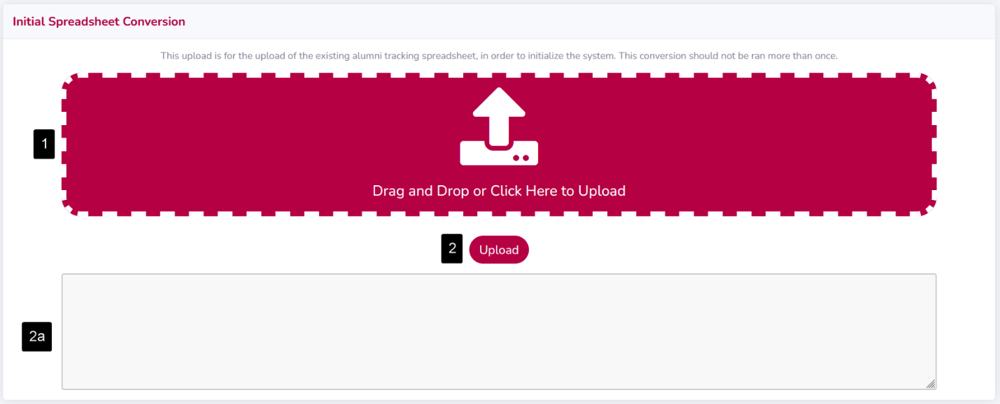 Initial Spreadsheet Conversion
This upload is for the upload of the existing alumni tracking spreadsheet, in order to initialize the system. This conversion should not be ran more than once.
1
Drag and Drop or Click Here to Upload
2 Upload
2a